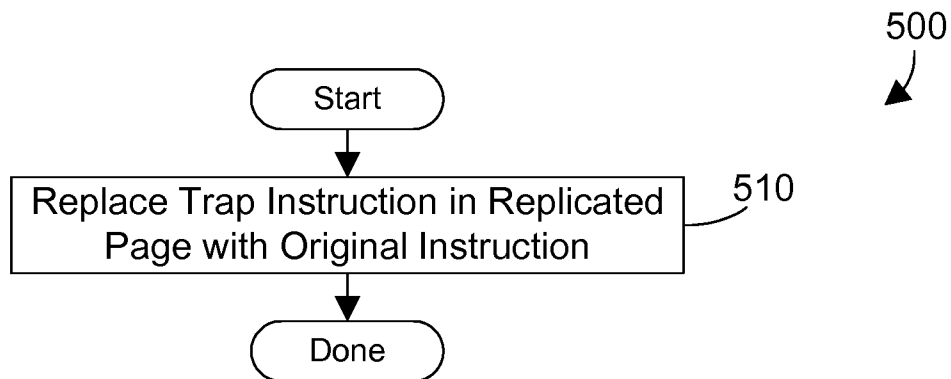 500
Start
Replace Trap Instruction in Replicated
Page with Original Instruction
510
Done